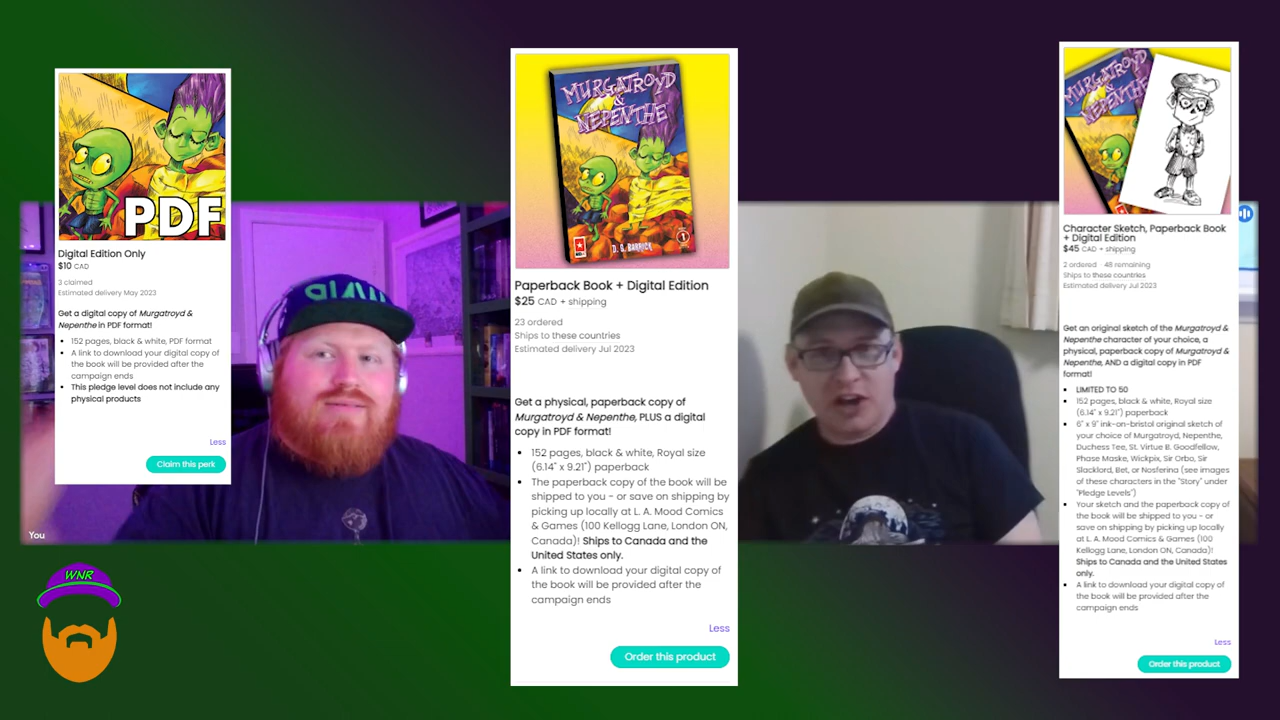 PDF
Digital Edition Only
$10 CAD
3 claimed
Estimated delivery May 2023
Get a digital copy of Murgatroyd &
Nepenthe in PDF format!
• 152 pages, black & white, PDF format
• A link to download your digital copy of
the book will be provided after the
campaign ends
• This pledge level does not include any
physical products
Less
Claim this perk
You
WNR
WNR
MURGATROYD
&
NEPENTHE
D. G. BARRICK
1
Paperback Book + Digital Edition
$25 CAD + shipping
23 ordered
Ships to these countries
Estimated delivery Jul 2023
Get a physical, paperback copy of
Murgatroyd & Nepenthe, PLUS a digital
copy in PDF format!
• 152 pages, black & white, Royal size
(6.14" x 9.21") paperback
• The paperback copy of the book will be
shipped to you - or save on shipping by
picking up locally at L. A. Mood Comics
& Games (100 Kellogg Lane, London ON,
Canada)! Ships to Canada and the
United States only.
• A link to download your digital copy of
the book will be provided after the
campaign ends
Less
Order this product
MURGATROYD
&
NEPENTHE
Character Sketch, Paperback Book
+ Digital Edition
$45 CAD + shipping
2 ordered · 48 remaining
Ships to these countries
Estimated delivery Jul 2023
Get an original sketch of the Murgatroyd &
Nepenthe character of your choice, a
physical, paperback copy of Murgatroyd &
Nepenthe, AND a digital copy in PDF
format!
• LIMITED TO 50
• 152 pages, black & white, Royal size
(6.14" x 9.21") paperback
• 6" x 9" ink-on-bristol original sketch of
your choice of Murgatroyd, Nepenthe,
Duchess Tee, St. Virtue B. Goodfellow,
Phase Maske, Wickpix, Sir Orbo, Sir
Slacklord, Bet, or Nosferina (see images
of these characters in the "Story" under
"Pledge Levels")
• Your sketch and the paperback copy of
the book will be shipped to you - or
save on shipping by picking up locally
at L. A. Mood Comics & Games (100
Kellogg Lane, London ON, Canada)!
Ships to Canada and the United States
only.
• A link to download your digital copy of
the book will be provided after the
campaign ends
Less
Order this product